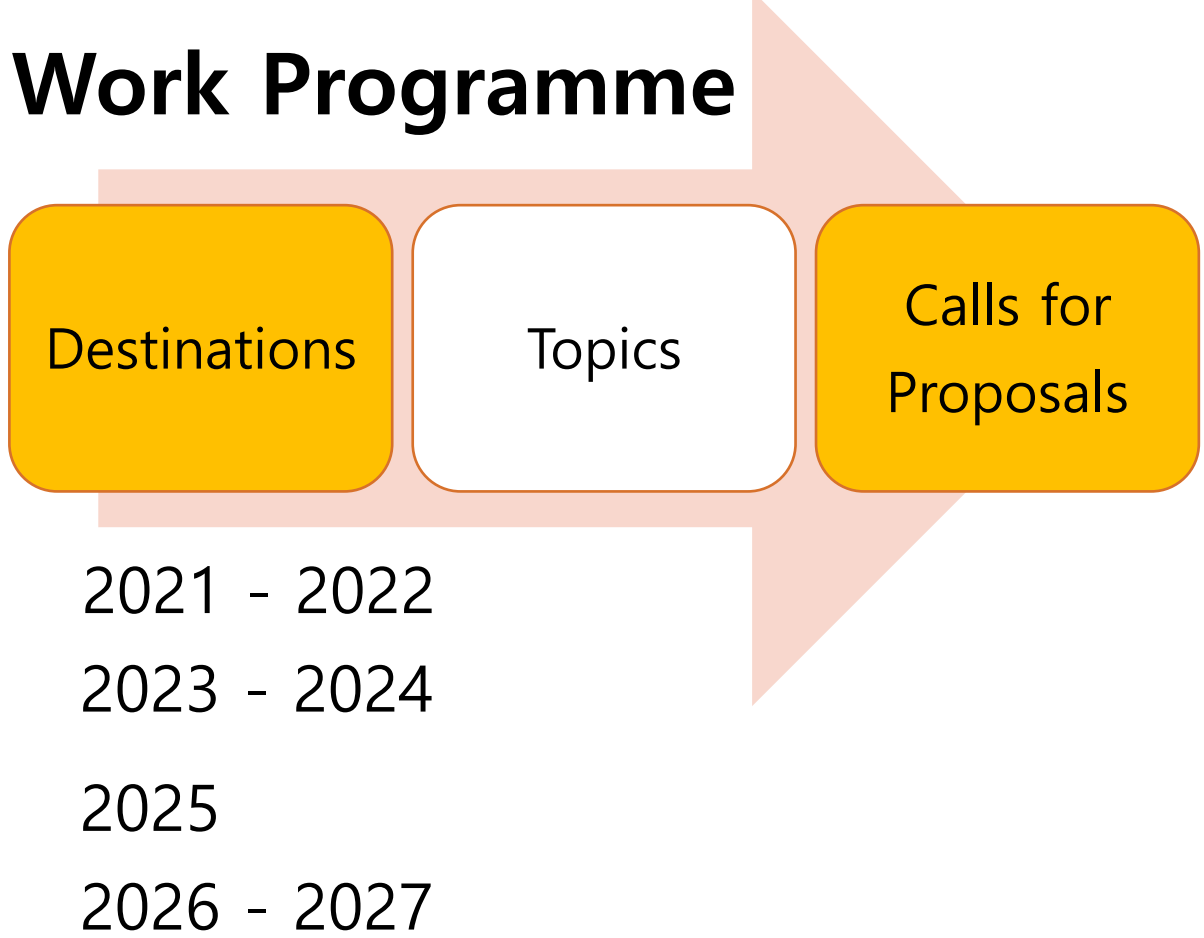 Work Programme
Destinations
Topics
Calls for
Proposals
2021 - 2022
2023 - 2024
2025
2026 - 2027